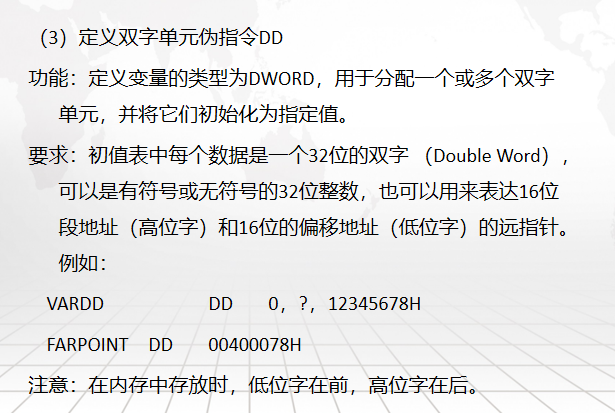 （3）定义双字单元伪指令DD
功能：定义变量的类型为DWORD，用于分配一个或多个双字
单元，并将它们初始化为指定值。
要求：初值表中每个数据是一个32位的双字 （Double Word），
可以是有符号或无符号的32位整数，也可以用来表达16位
段地址（高位字）和16位的偏移地址（低位字）的远指针。
例如：
VARDD DD 0，?，12345678H
FARPOINT DD 00400078H
注意：在内存中存放时，低位字在前，高位字在后。